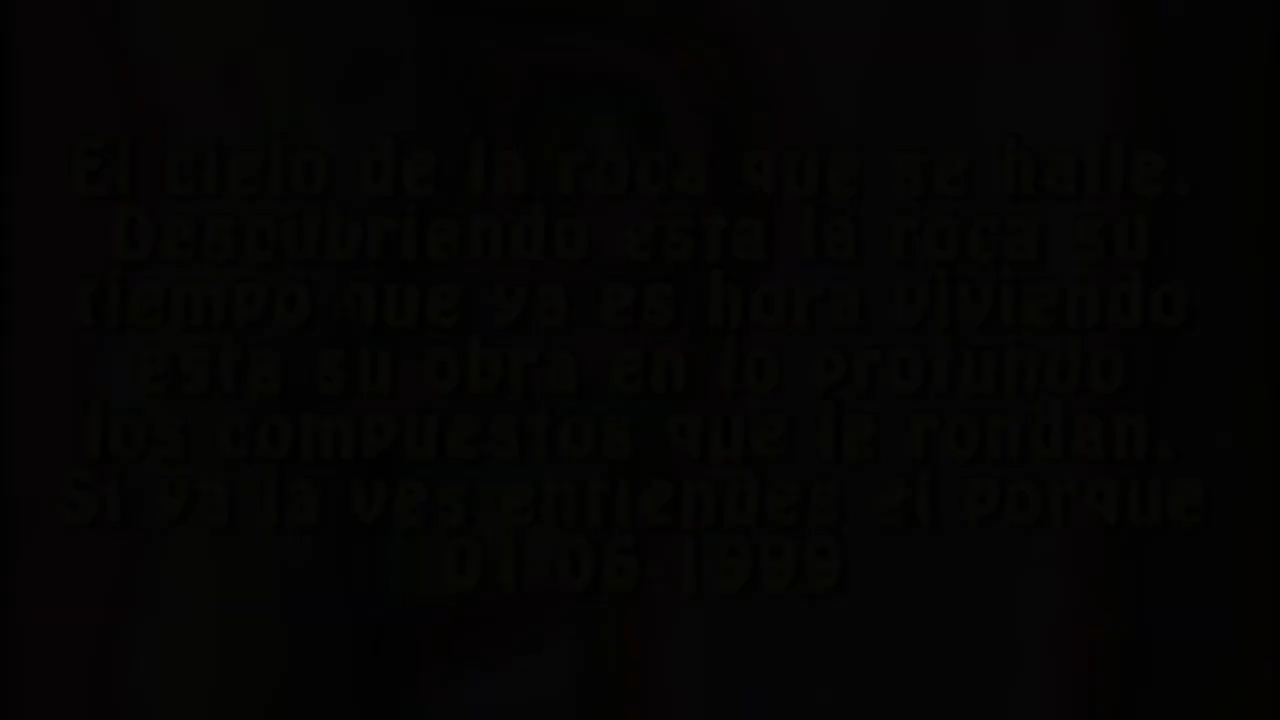 El cielo de la roca que se halle.
Descubriendo esta la roca su
tiempo que ya es hora viviendo
esta su obra en lo profundo
los compuestos que le rondan.
Si ya la ves entiendes el porque
01/06 1999